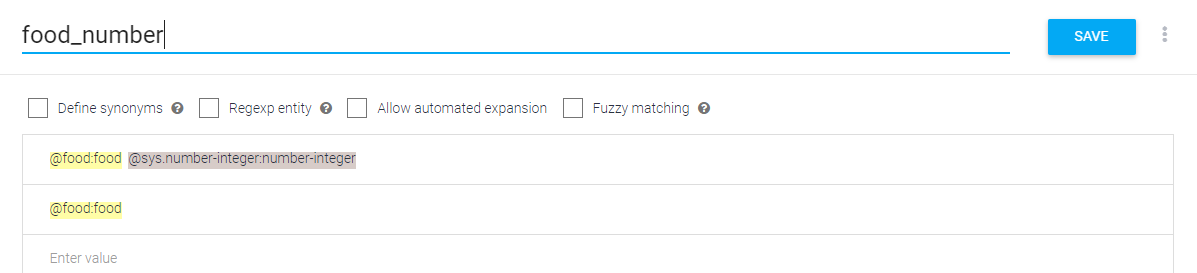 food_number
SAVE
Define synonyms ? Regexp entity ? Allow automated expansion Fuzzy matching ?
@food:food @sys.number-integer:number-integer
@food:food
Enter value